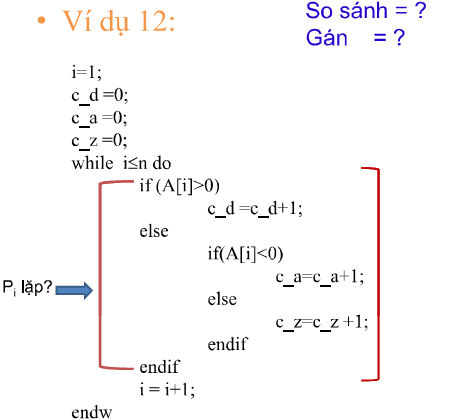 • Ví dụ 12:
So sánh = ?
Gán = ?
i=1;
c_d =0;
c_a =0;
c_z =0;
while i≤n do
if (A[i]>0)
c_d =c_d+1;
else
if(A[i]<0)
c_a=c_a+1;
Pᵢ lặp?
else
c_z=c_z +1;
endif
endif
i = i+1;
endw